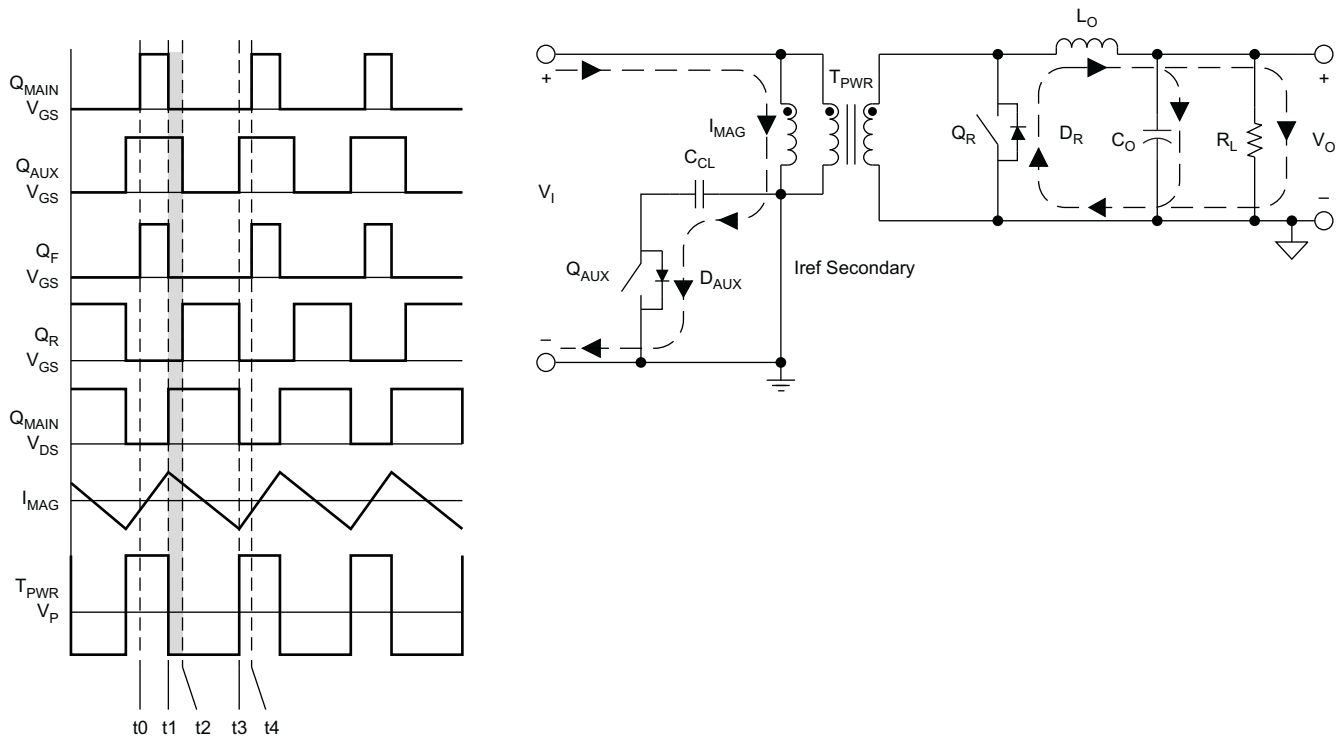 Q_MAIN
V_GS
Q_AUX
V_GS
Q_F
V_GS
Q_R
V_GS
Q_MAIN
V_DS
I_MAG
T_PWR
V_P
t0 t1 t2 t3 t4
L_O
+
T_PWR
I_MAG
C_CL
V_I
Q_AUX
D_AUX
–
Iref Secondary
Q_R
D_R
C_O
R_L
+
V_O
–